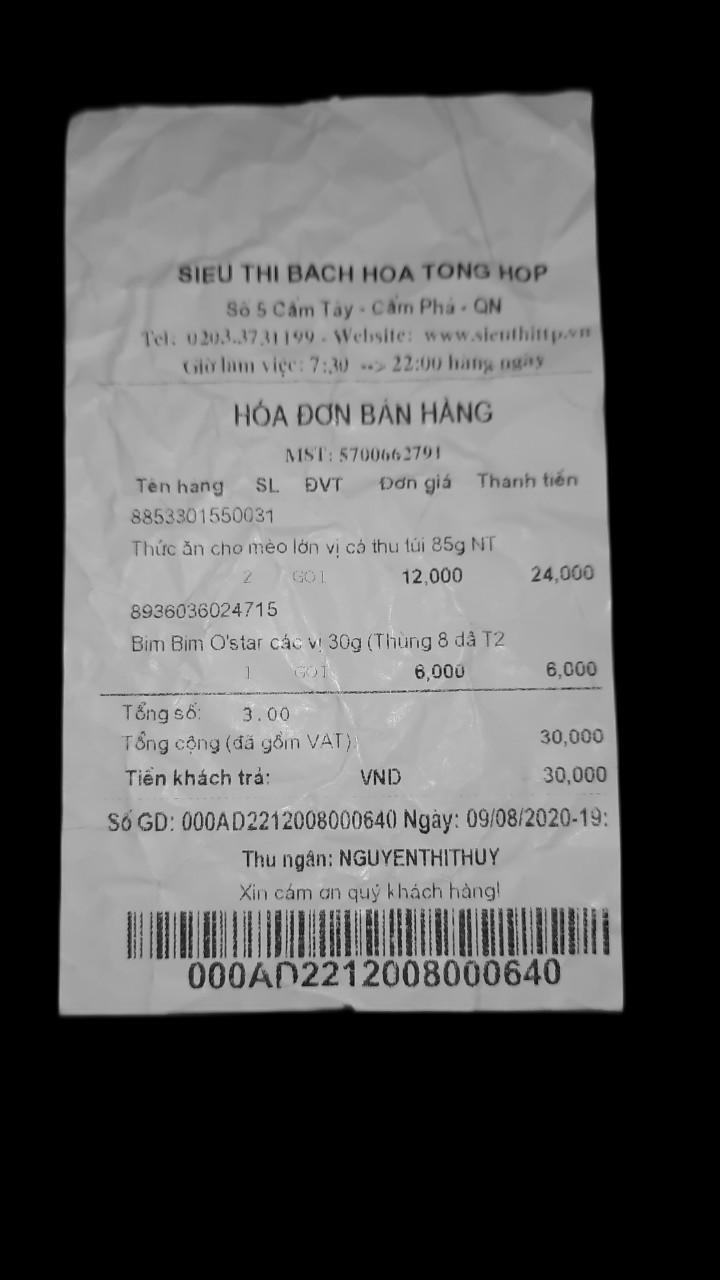 SIEU THI BACH HOA TONG HOP
Số 5 Cẩm Tây - Cẩm Phả - QN
Tel: 0203.3731199 - Website: www.sieuthittp.vn
Giờ làm việc: 7:30 --> 22:00 hàng ngày
HÓA ĐƠN BÁN HÀNG
MST: 5700662791
Tên hàng SL ĐVT Đơn giá Thành tiền
8853301550031
Thức ăn cho mèo lớn vị cá thu túi 85g NT
2 GOI 12,000 24,000
8936036024715
Bim Bim O'star các vị 30g (Thùng 8 dâ T2
1 GOI 6,000 6,000
Tổng số: 3.00
Tổng cộng (đã gồm VAT): 30,000
Tiền khách trả: VND 30,000
Số GD: 000AD2212008000640 Ngày: 09/08/2020-19:
Thu ngân: NGUYENTHITHUY
Xin cám ơn quý khách hàng!
000AD2212008000640